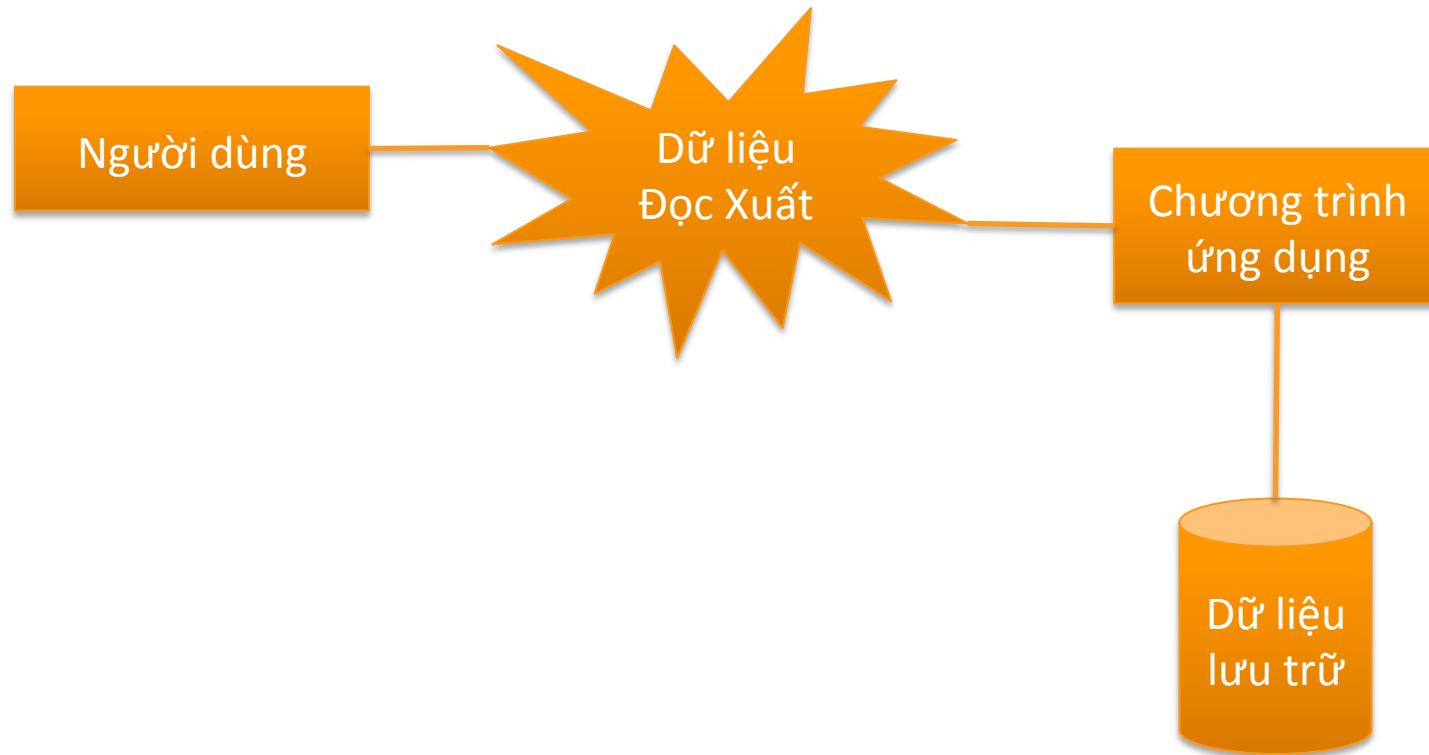 Người dùng
Dữ liệu
Đọc Xuất
Chương trình
ứng dụng
Dữ liệu
lưu trữ